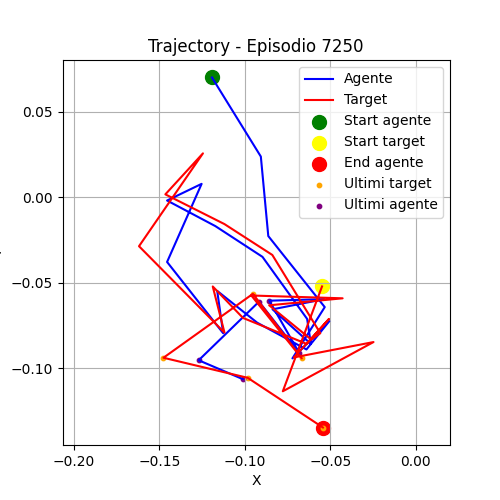 Trajectory - Episodio 7250
Agente
Target
Start agente
Start target
End agente
Ultimi target
Ultimi agente
0.05
0.00
−0.05
−0.10
−0.20
−0.15
−0.10
−0.05
0.00
X